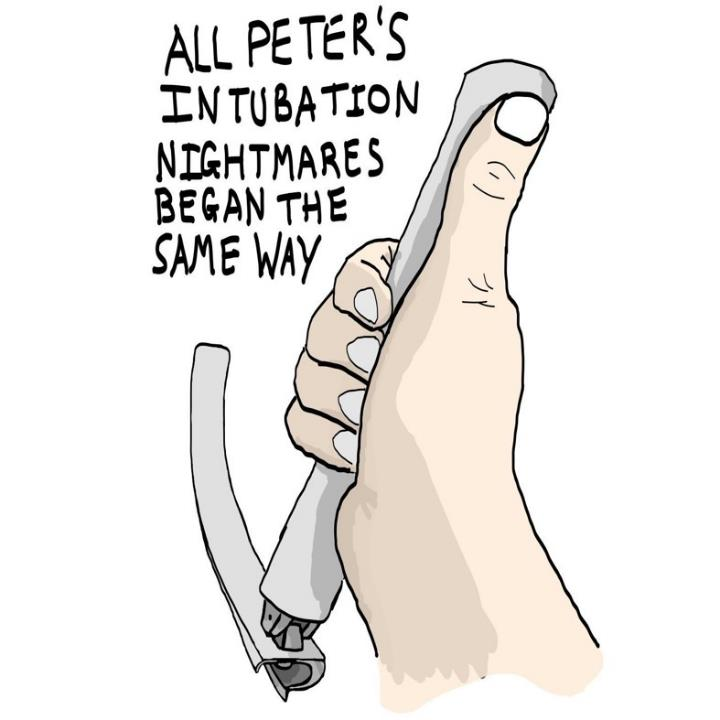 ALL PETER'S
INTUBATION
NIGHTMARES
BEGAN THE
SAME WAY